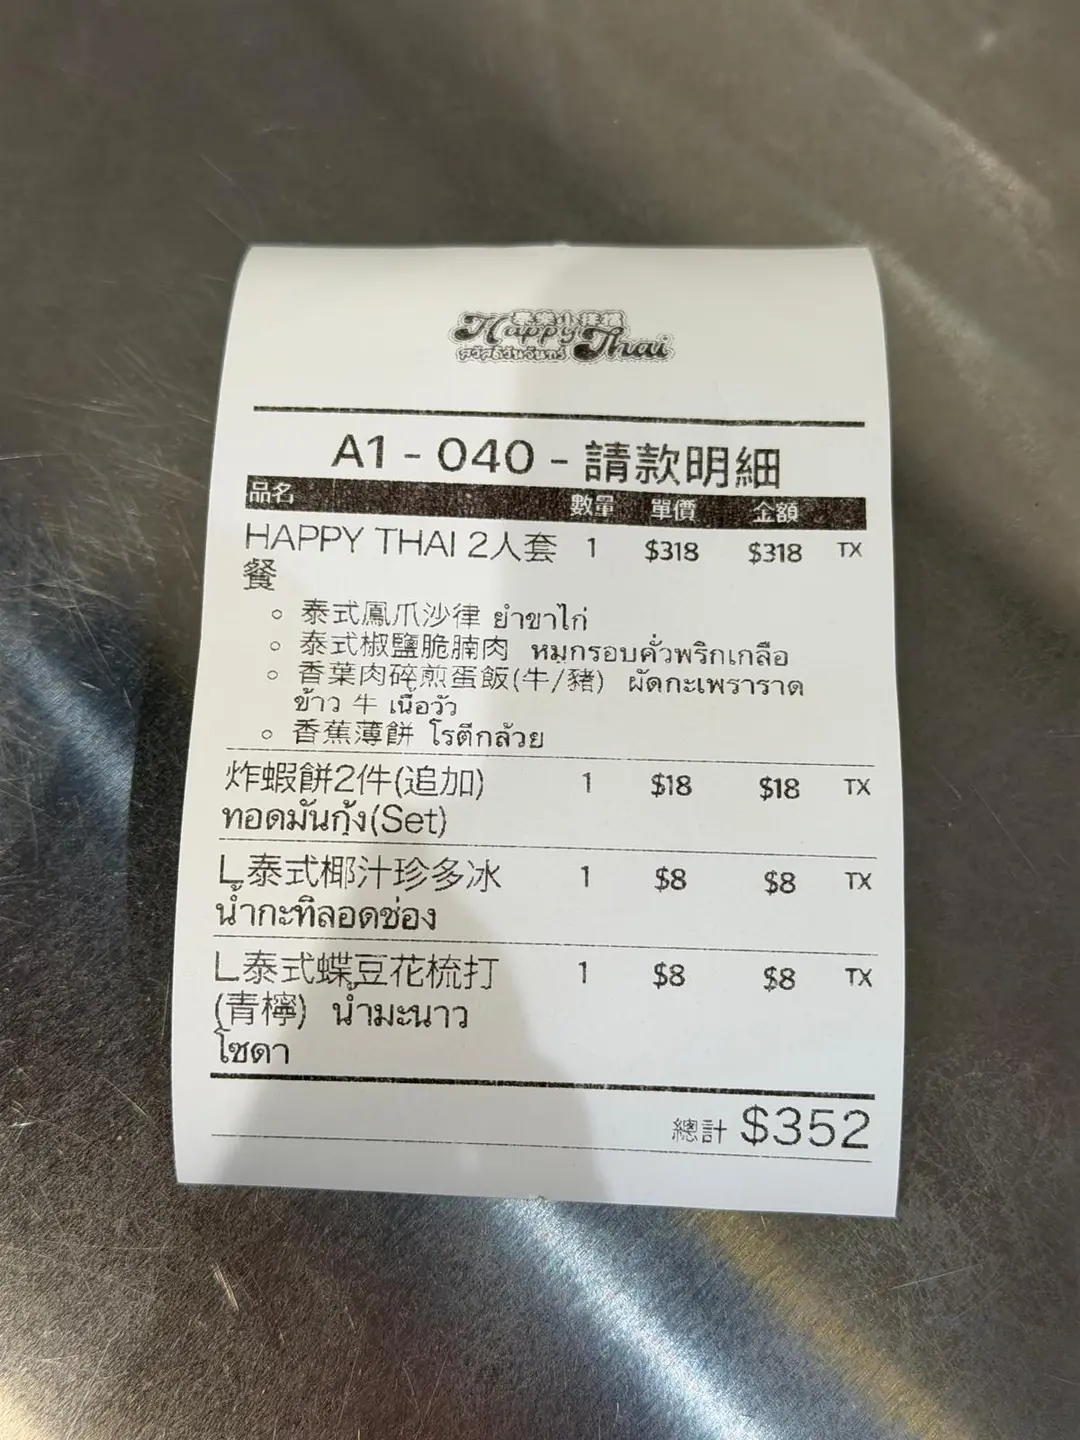 Happy Thai
A1 - 040 - 請款明細
品名 數量 單價 金額
HAPPY THAI 2人套 1 $318 $318 TX
餐
◦ 泰式鳳爪沙律 ยำขาไก่
◦ 泰式椒鹽脆腩肉 หมูกรอบคั่วพริกเกลือ
◦ 香葉肉碎煎蛋飯(牛/豬) ผัดกะเพราราด
ข้าว 牛 เนื้อวัว
◦ 香蕉薄餅 โรตีกล้วย
炸蝦餅2件(追加) 1 $18 $18 TX
ทอดมันกุ้ง(Set)
L泰式椰汁珍多冰 1 $8 $8 TX
น้ำกะทิลอดช่อง
L泰式蝶豆花梳打 1 $8 $8 TX
(青檸) น้ำมะนาว
โซดา
總計 $352